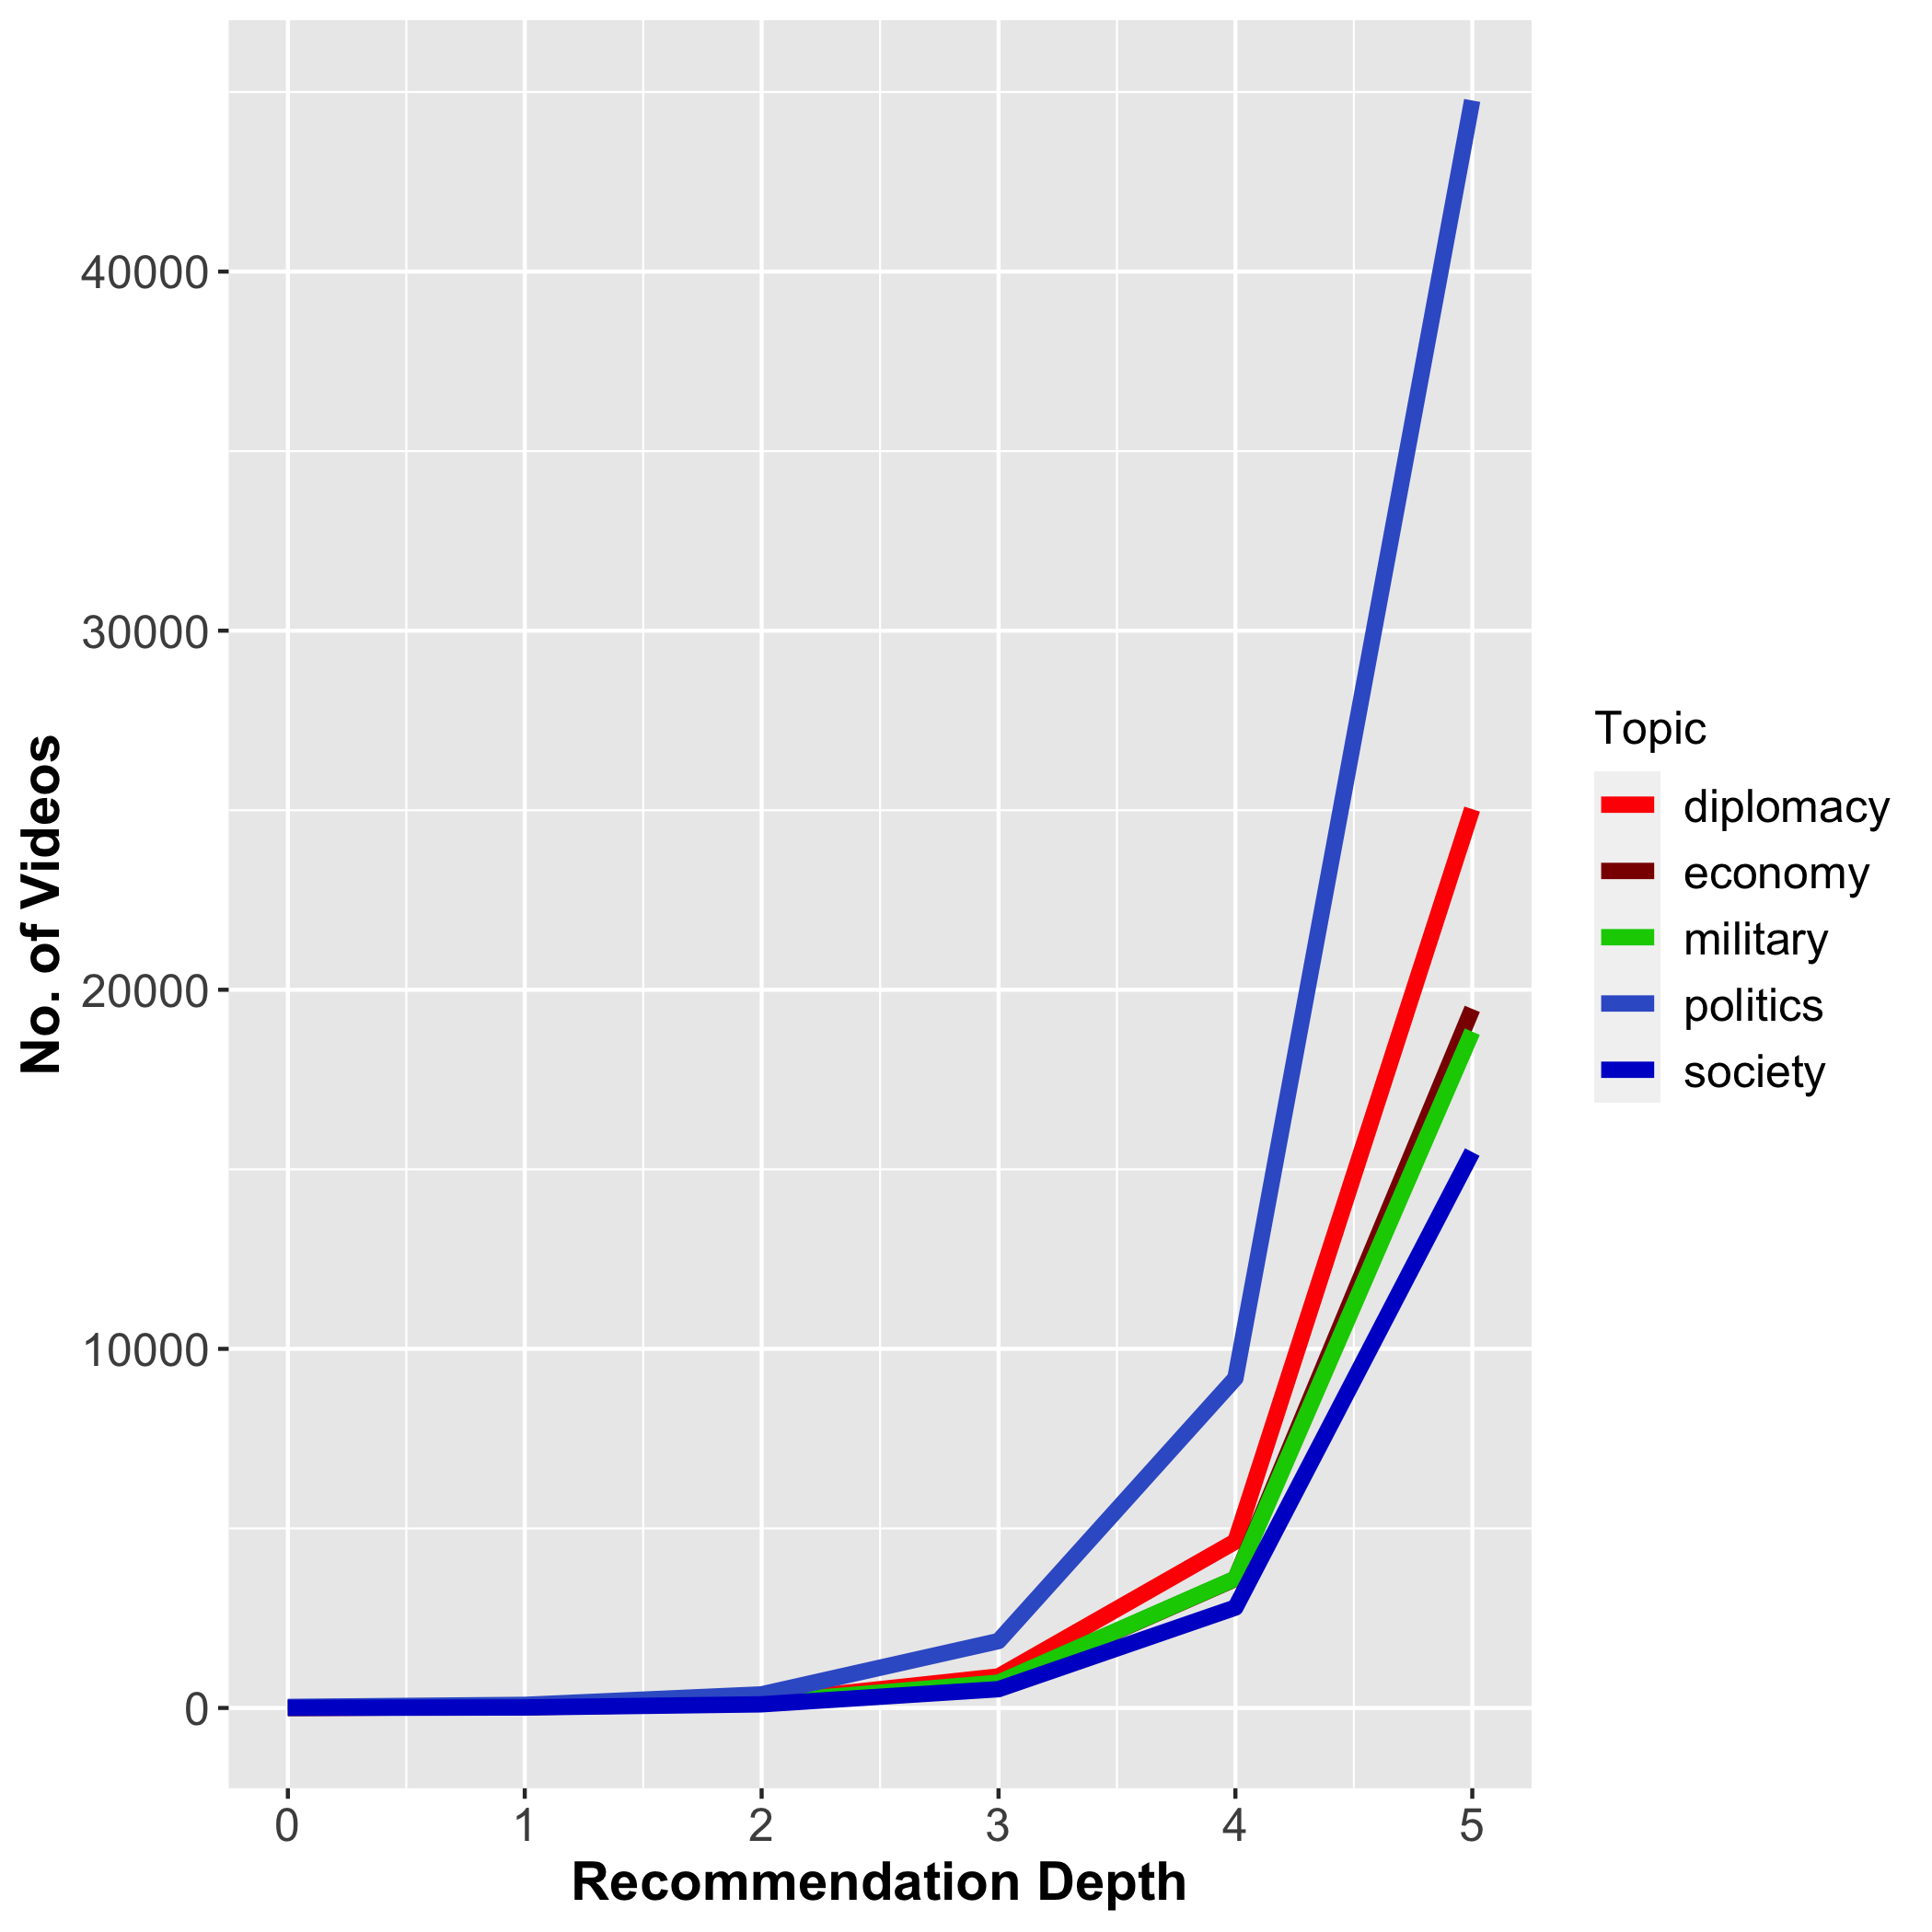 No. of Videos
40000
30000
20000
10000
0
0 1 2 3 4 5
Recommendation Depth
Topic
diplomacy
economy
military
politics
society